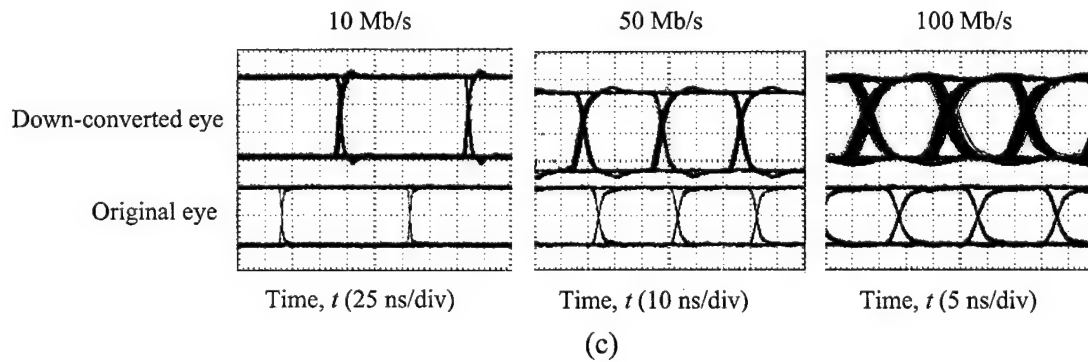 10 Mb/s 50 Mb/s 100 Mb/s
Down-converted eye
Original eye
Time, t (25 ns/div) Time, t (10 ns/div) Time, t (5 ns/div)
(c)